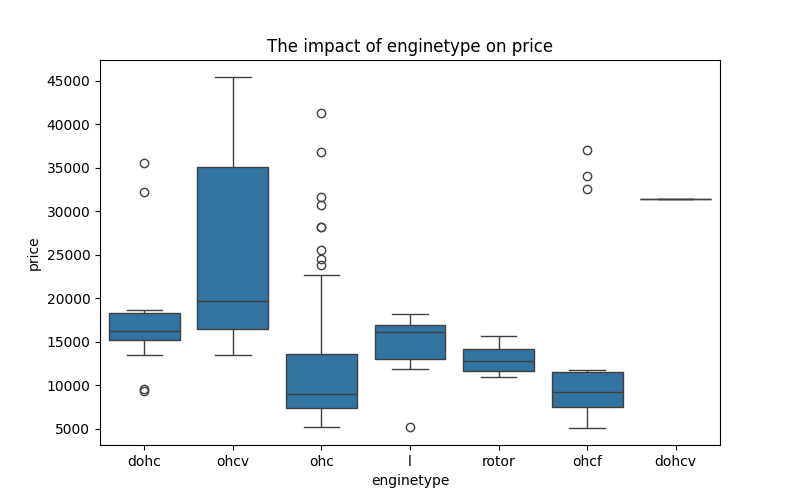 The impact of enginetype on price
45000
40000
35000
30000
25000
20000
15000
10000
5000
price
dohc ohcv ohc l rotor ohcf dohcv
enginetype